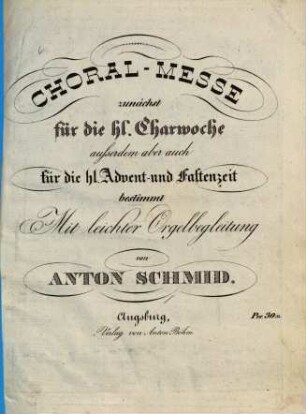 CHORAL-MESSE
zunächst
für die hl. Charwoche
ausserdem aber auch
für die hl. Advent-und Fastenzeit
bestimmt
Mit leichter Orgelbegleitung
von
ANTON SCHMID.
Augsburg,
Verlag von Anton Böhm